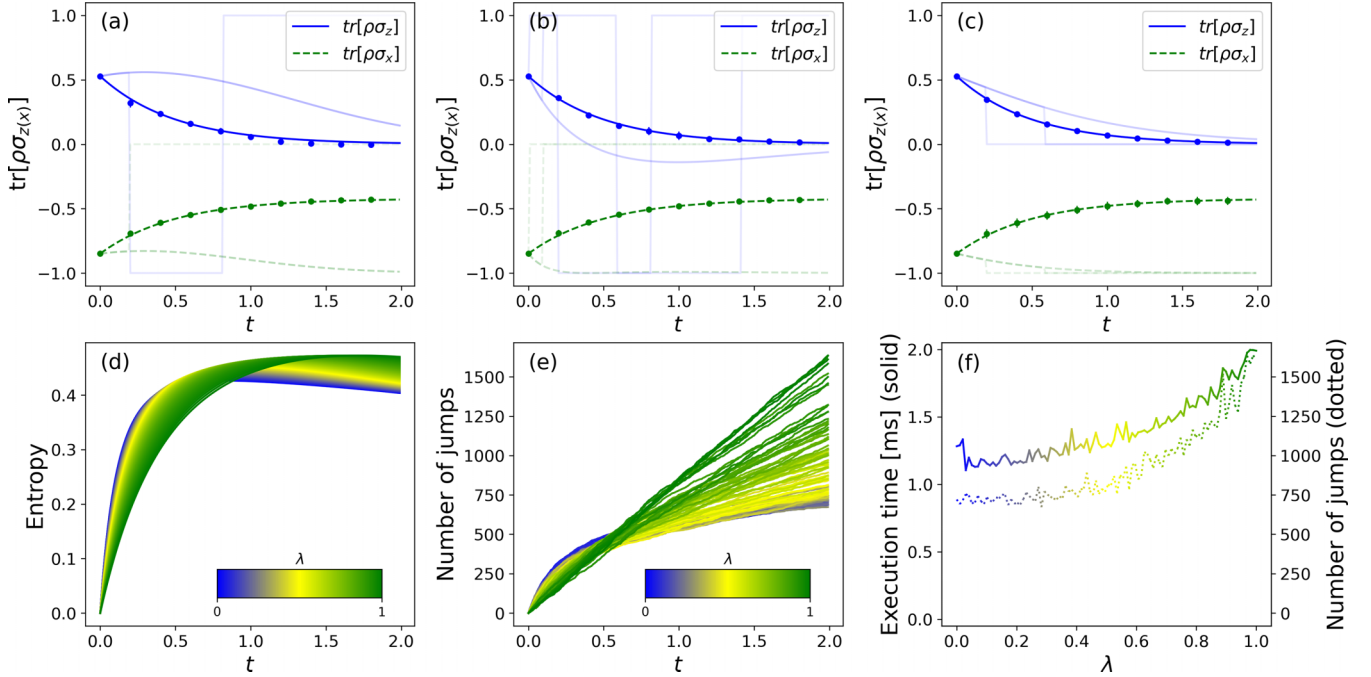 (a)
tr[ρσz]
tr[ρσx]
tr[ρσz(x)]
1.0
0.5
0.0
−0.5
−1.0
0.0 0.5 1.0 1.5 2.0
t
(b)
tr[ρσz]
tr[ρσx]
tr[ρσz(x)]
1.0
0.5
0.0
−0.5
−1.0
0.0 0.5 1.0 1.5 2.0
t
(c)
tr[ρσz]
tr[ρσx]
tr[ρσz(x)]
1.0
0.5
0.0
−0.5
−1.0
0.0 0.5 1.0 1.5 2.0
t
(d)
Entropy
0.4
0.3
0.2
0.1
0.0
λ
0 1
0.0 0.5 1.0 1.5 2.0
t
(e)
Number of jumps
1500
1250
1000
750
500
250
0
λ
0 1
0.0 0.5 1.0 1.5 2.0
t
(f)
Execution time [ms] (solid)
2.0
1.5
1.0
0.5
0.0
Number of jumps (dotted)
1500
1250
1000
750
500
250
0
0.0 0.2 0.4 0.6 0.8 1.0
λ